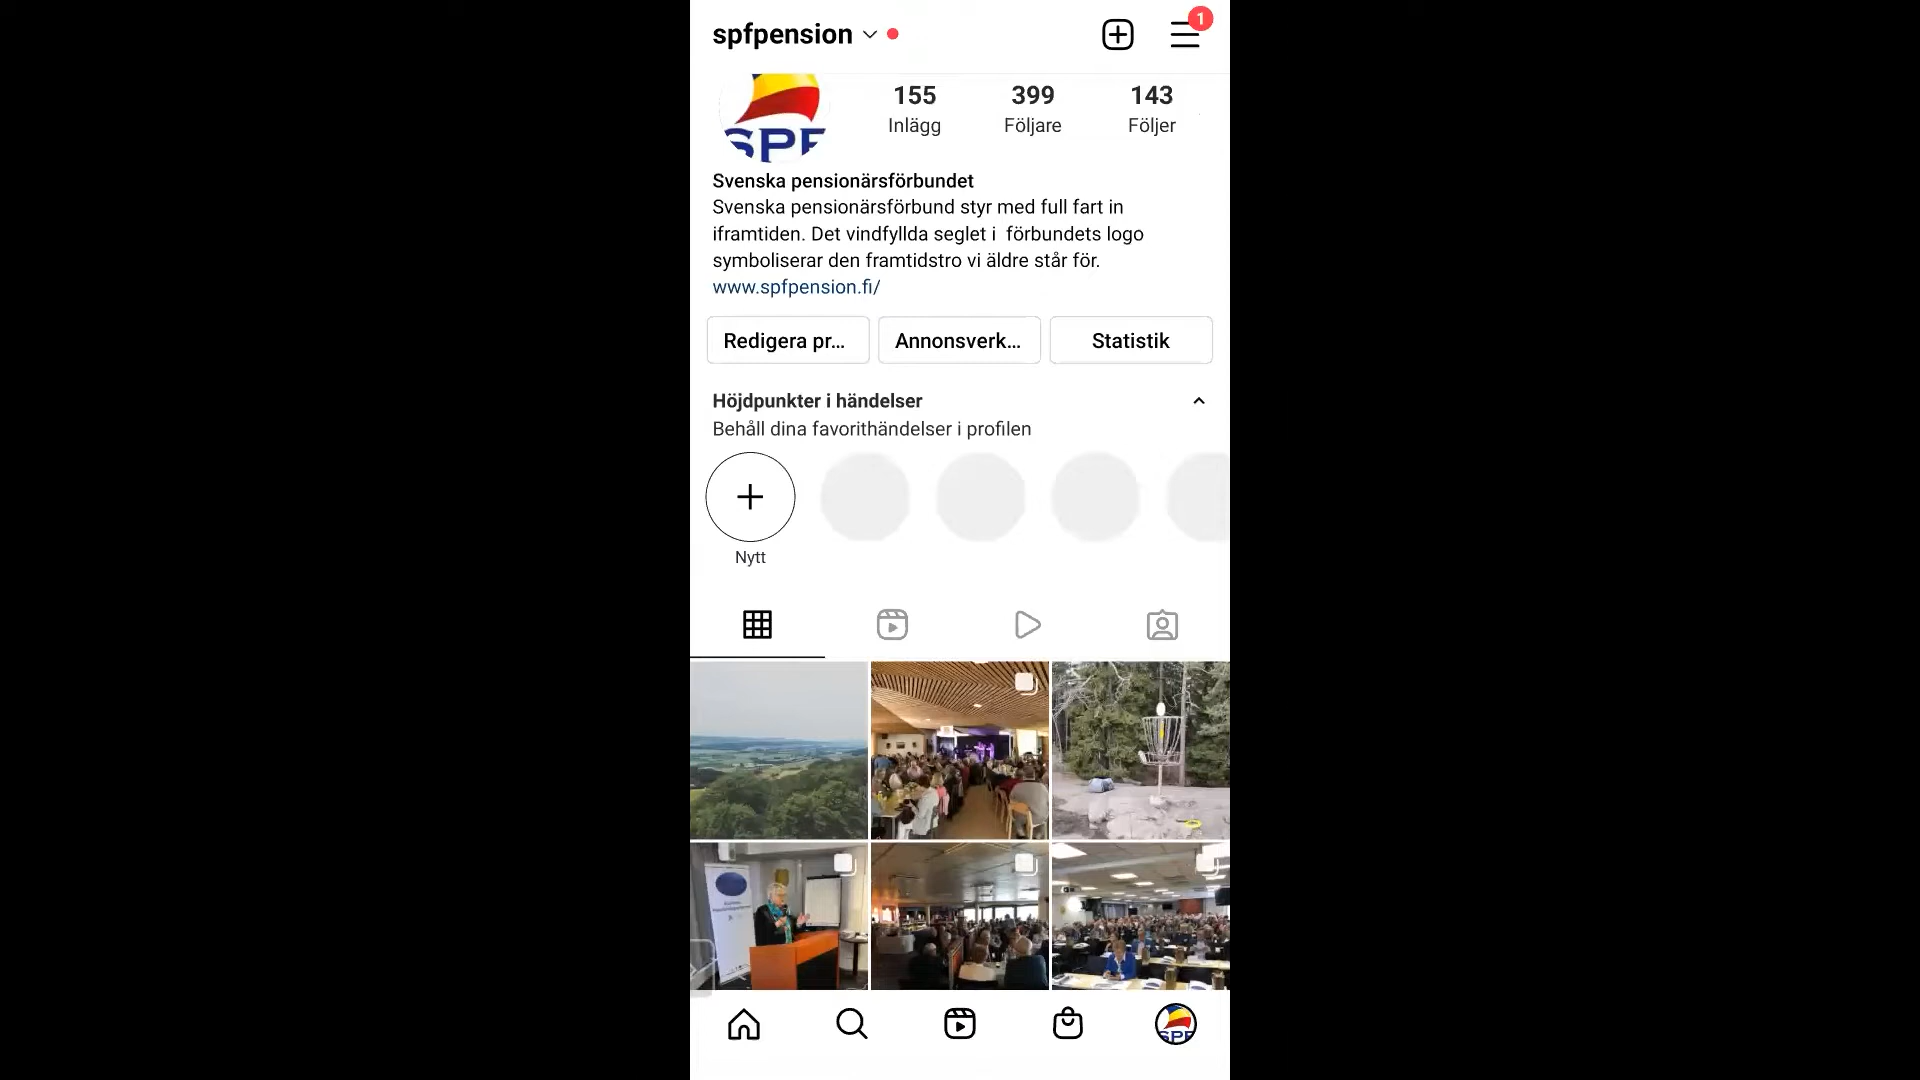 spfpension
1
SPF
155
399
143
Inlägg
Följare
Följer
Svenska pensionärsförbundet
Svenska pensionärsförbund styr med full fart in
iframtiden. Det vindfyllda seglet i förbundets logo
symboliserar den framtidstro vi äldre står för.
www.spfpension.fi/
Redigera pr...
Annonsverk...
Statistik
Höjdpunkter i händelser
Behåll dina favorithändelser i profilen
Nytt
SPF